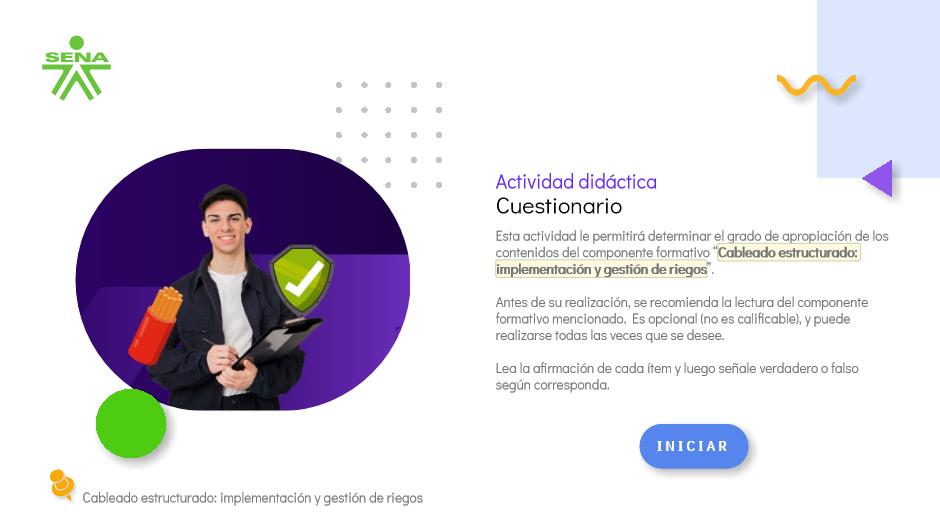 SENA
Actividad didáctica
Cuestionario
Esta actividad le permitirá determinar el grado de apropiación de los
contenidos del componente formativo “Cableado estructurado:
implementación y gestión de riegos”.
Antes de su realización, se recomienda la lectura del componente
formativo mencionado. Es opcional (no es calificable), y puede
realizarse todas las veces que se desee.
Lea la afirmación de cada ítem y luego señale verdadero o falso
según corresponda.
INICIAR
Cableado estructurado: implementación y gestión de riegos